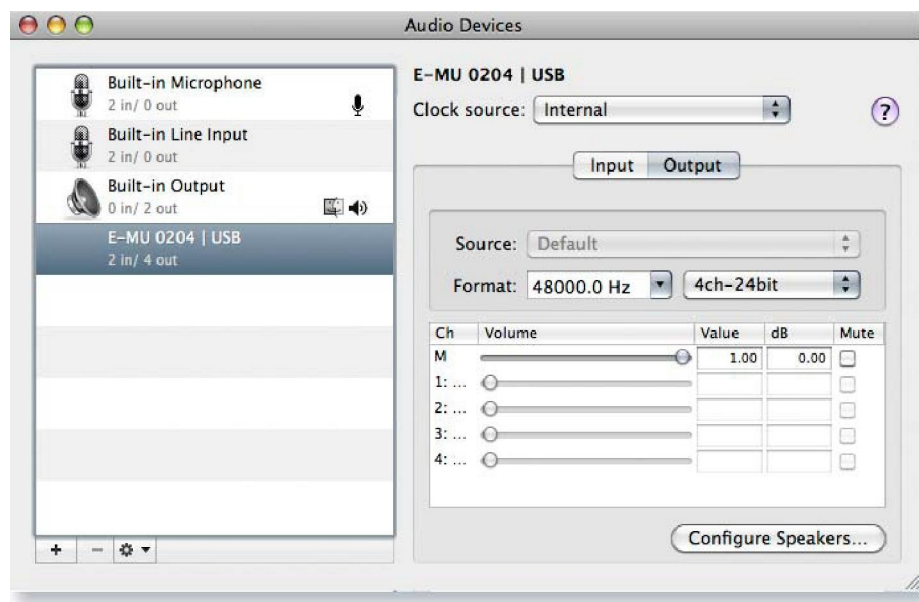 Audio Devices
Built-in Microphone
2 in/ 0 out
Built-in Line Input
2 in/ 0 out
Built-in Output
0 in/ 2 out
E-MU 0204 | USB
2 in/ 4 out
+ −
E-MU 0204 | USB
Clock source: Internal
?
Input Output
Source: Default
Format: 48000.0 Hz 4ch-24bit
Ch Volume Value dB Mute
M 1.00 0.00
1: ...
2: ...
3: ...
4: ...
Configure Speakers...